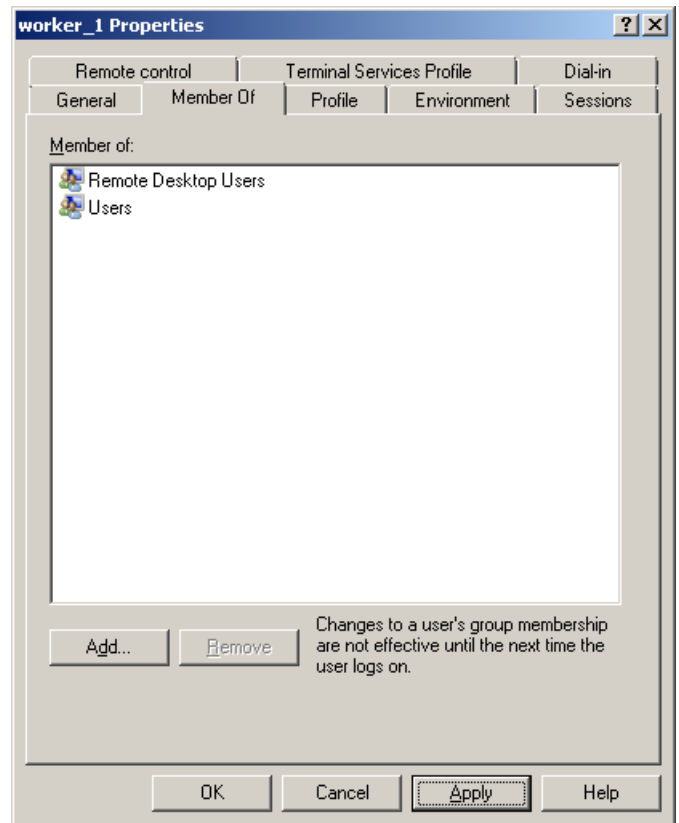 worker_1 Properties
Remote control
Terminal Services Profile
Dial-in
General
Member Of
Profile
Environment
Sessions
Member of:
Remote Desktop Users
Users
Add...
Remove
Changes to a user's group membership
are not effective until the next time the
user logs on.
OK
Cancel
Apply
Help